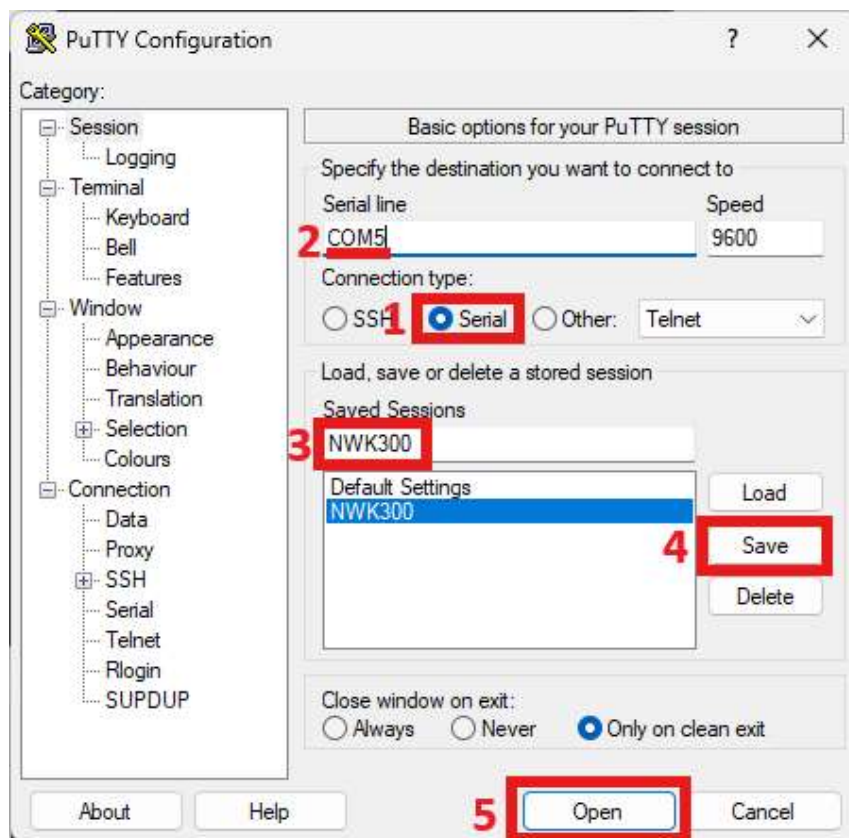 PuTTY Configuration
Category:
Session
Logging
Terminal
Keyboard
Bell
Features
Window
Appearance
Behaviour
Translation
Selection
Colours
Connection
Data
Proxy
SSH
Serial
Telnet
Rlogin
SUPDUP
Basic options for your PuTTY session
Specify the destination you want to connect to
Serial line Speed
2 COM5 9600
Connection type:
SSH 1 Serial Other: Telnet
Load, save or delete a stored session
Saved Sessions
3 NWK300
Default Settings Load
NWK300
4 Save
Delete
Close window on exit:
Always Never Only on clean exit
About Help 5 Open Cancel